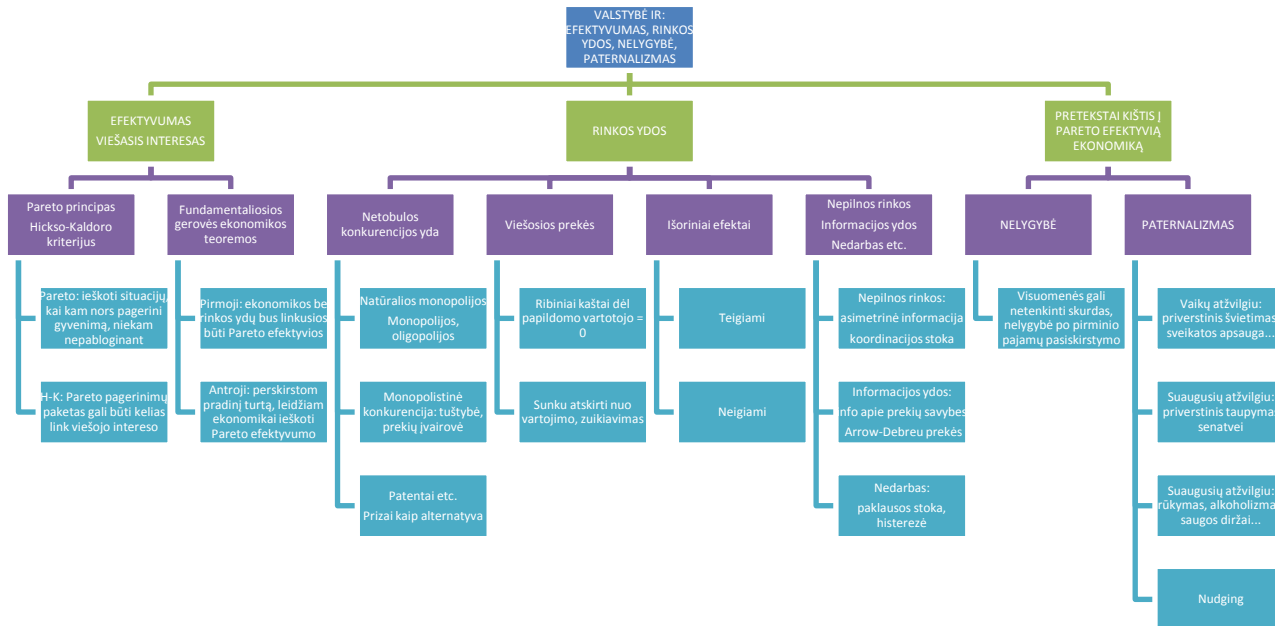 VALSTYBĖ IR:
EFEKTYVUMAS, RINKOS
YDOS, NELYGYBĖ,
PATERNALIZMAS
EFEKTYVUMAS
VIEŠASIS INTERESAS
RINKOS YDOS
PRETEKSTAI KIŠTIS Į
PARETO EFEKTYVIĄ
EKONOMIKĄ
Pareto principas
Hickso-Kaldoro
kriterijus
Fundamentaliosios
gerovės ekonomikos
teoremos
Netobulos
konkurencijos yda
Viešosios prekės
Išoriniai efektai
Nepilnos rinkos
Informacijos ydos
Nedarbas etc.
NELYGYBĖ
PATERNALIZMAS
Pareto: ieškoti situacijų,
kai kam nors pagerini
gyvenimą, niekam
nepabloginant
H-K: Pareto pagerinimų
paketas gali būti kelias
link viešojo intereso
Pirmoji: ekonomikos be
rinkos ydų bus linkusios
būti Pareto efektyvios
Antroji: perskirstom
pradinį turtą, leidžiam
ekonomikai ieškoti
Pareto efektyvumo
Natūralios monopolijos
Monopolijos,
oligopolijos
Monopolistinė
konkurencija: tuštybė,
prekių įvairovė
Patentai etc.
Prizai kaip alternatyva
Ribiniai kaštai dėl
papildomo vartotojo =
0
Sunku atskirti nuo
vartojimo, zuikiavimas
Teigiami
Neigiami
Nepilnos rinkos:
asimetrinė informacija
koordinacijos stoka
Informacijos ydos:
nfo apie prekių savybes
Arrow-Debreu prekės
Nedarbas:
paklausos stoka,
histerezė
Visuomenės gali
netenkinti skurdas,
nelygybė po pirminio
pajamų pasiskirstymo
Vaikų atžvilgiu:
priverstinis švietimas
sveikatos apsauga...
Suaugusių atžvilgiu:
priverstinis taupymas
senatvei
Suaugusių atžvilgiu:
rūkymas, alkoholizmas
saugos diržai...
Nudging